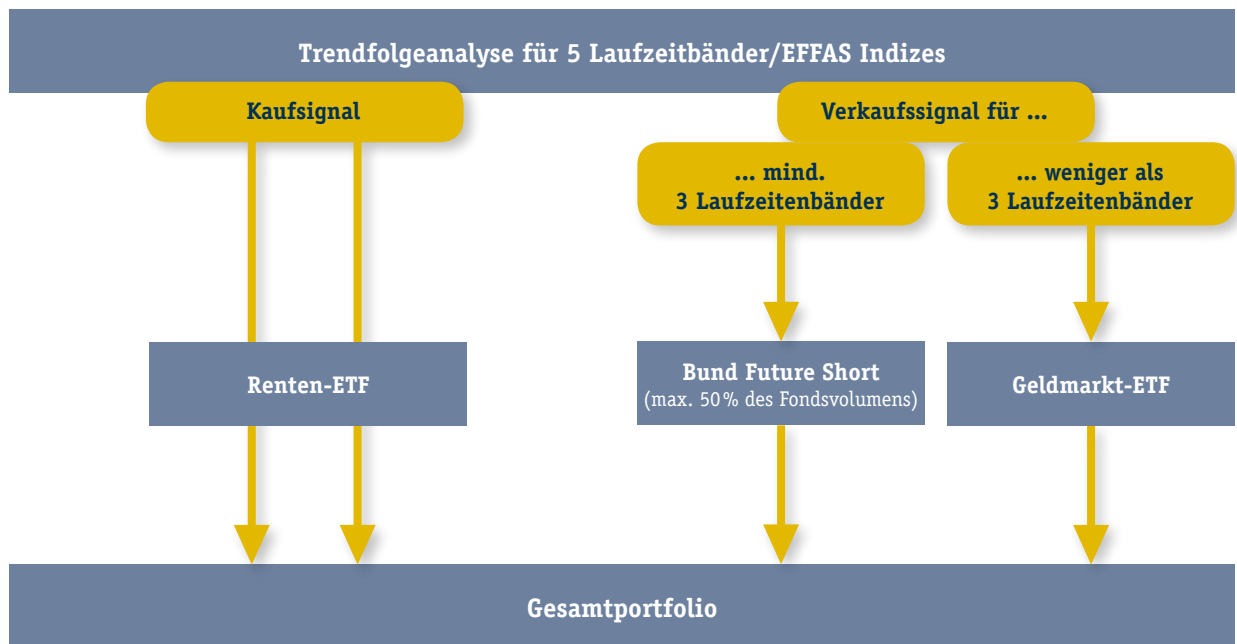 Trendfolgeanalyse für 5 Laufzeitbänder/EFFAS Indizes
Kaufsignal
Verkaufssignal für ...
... mind.
3 Laufzeitenbänder
... weniger als
3 Laufzeitenbänder
Renten-ETF
Bund Future Short
(max. 50 % des Fondsvolumens)
Geldmarkt-ETF
Gesamtportfolio